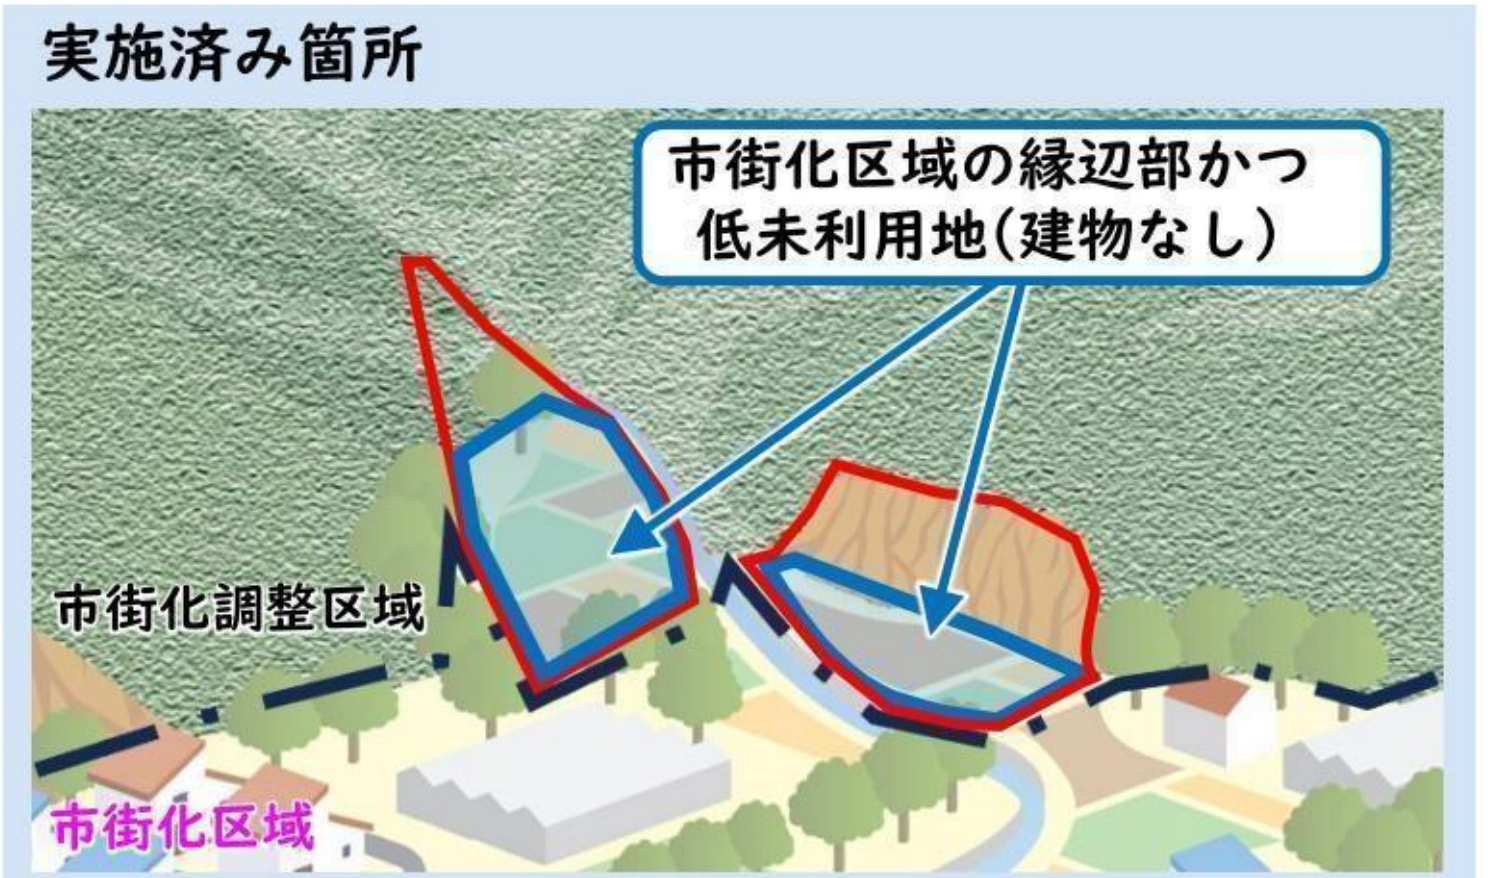 実施済み箇所
市街化区域の縁辺部かつ
低未利用地(建物なし)
市街化調整区域
市街化区域